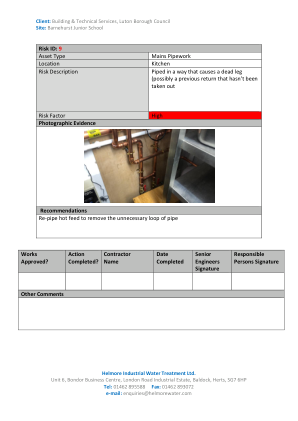 Client: Building & Technical Services, Luton Borough Council
Site: Barnehurst Junior School
Risk ID: 9
Asset Type Mains Pipework
Location Kitchen
Risk Description Piped in a way that causes a dead leg
(possibly a previous return that hasn't been
taken out
Risk Factor High
Photographic Evidence
Recommendations
Re-pipe hot feed to remove the unnecessary loop of pipe
Works Action Contractor Date Senior Responsible
Approved? Completed? Name Completed Engineers Persons Signature
Signature
Other Comments
Helmore Industrial Water Treatment Ltd.
Unit 6, Bondor Business Centre, London Road Industrial Estate, Baldock, Herts, SG7 6HP
Tel: 01462 895588 Fax: 01462 893872
e-mail: enquiries@helmorewater.com